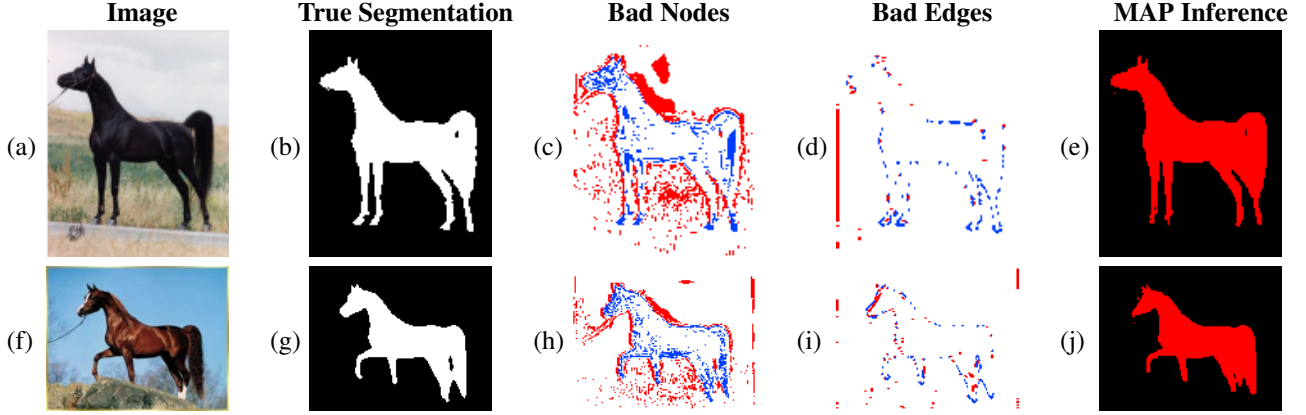 Image True Segmentation Bad Nodes Bad Edges MAP Inference
(a) (b) (c) (d) (e)
(f) (g) (h) (i) (j)